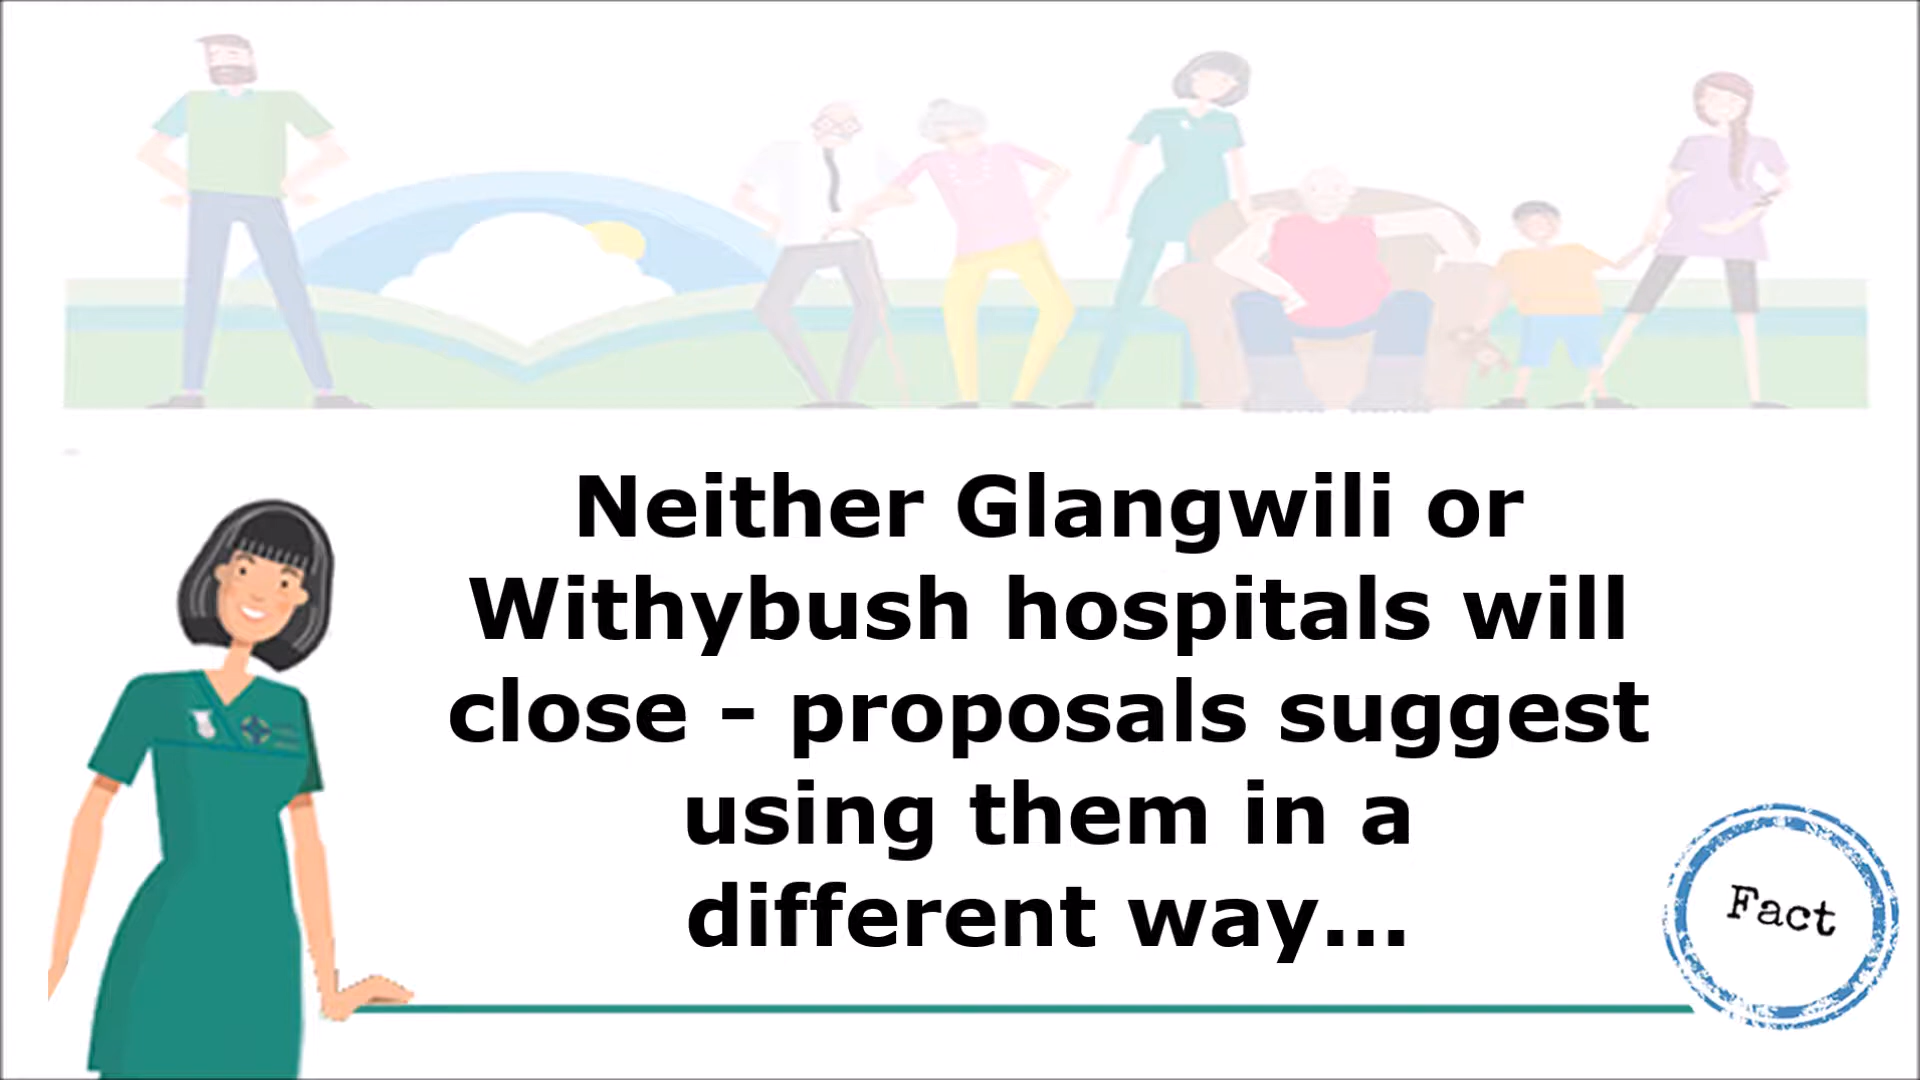 Neither Glangwili or
Withybush hospitals will
close - proposals suggest
using them in a
different way...
Fact